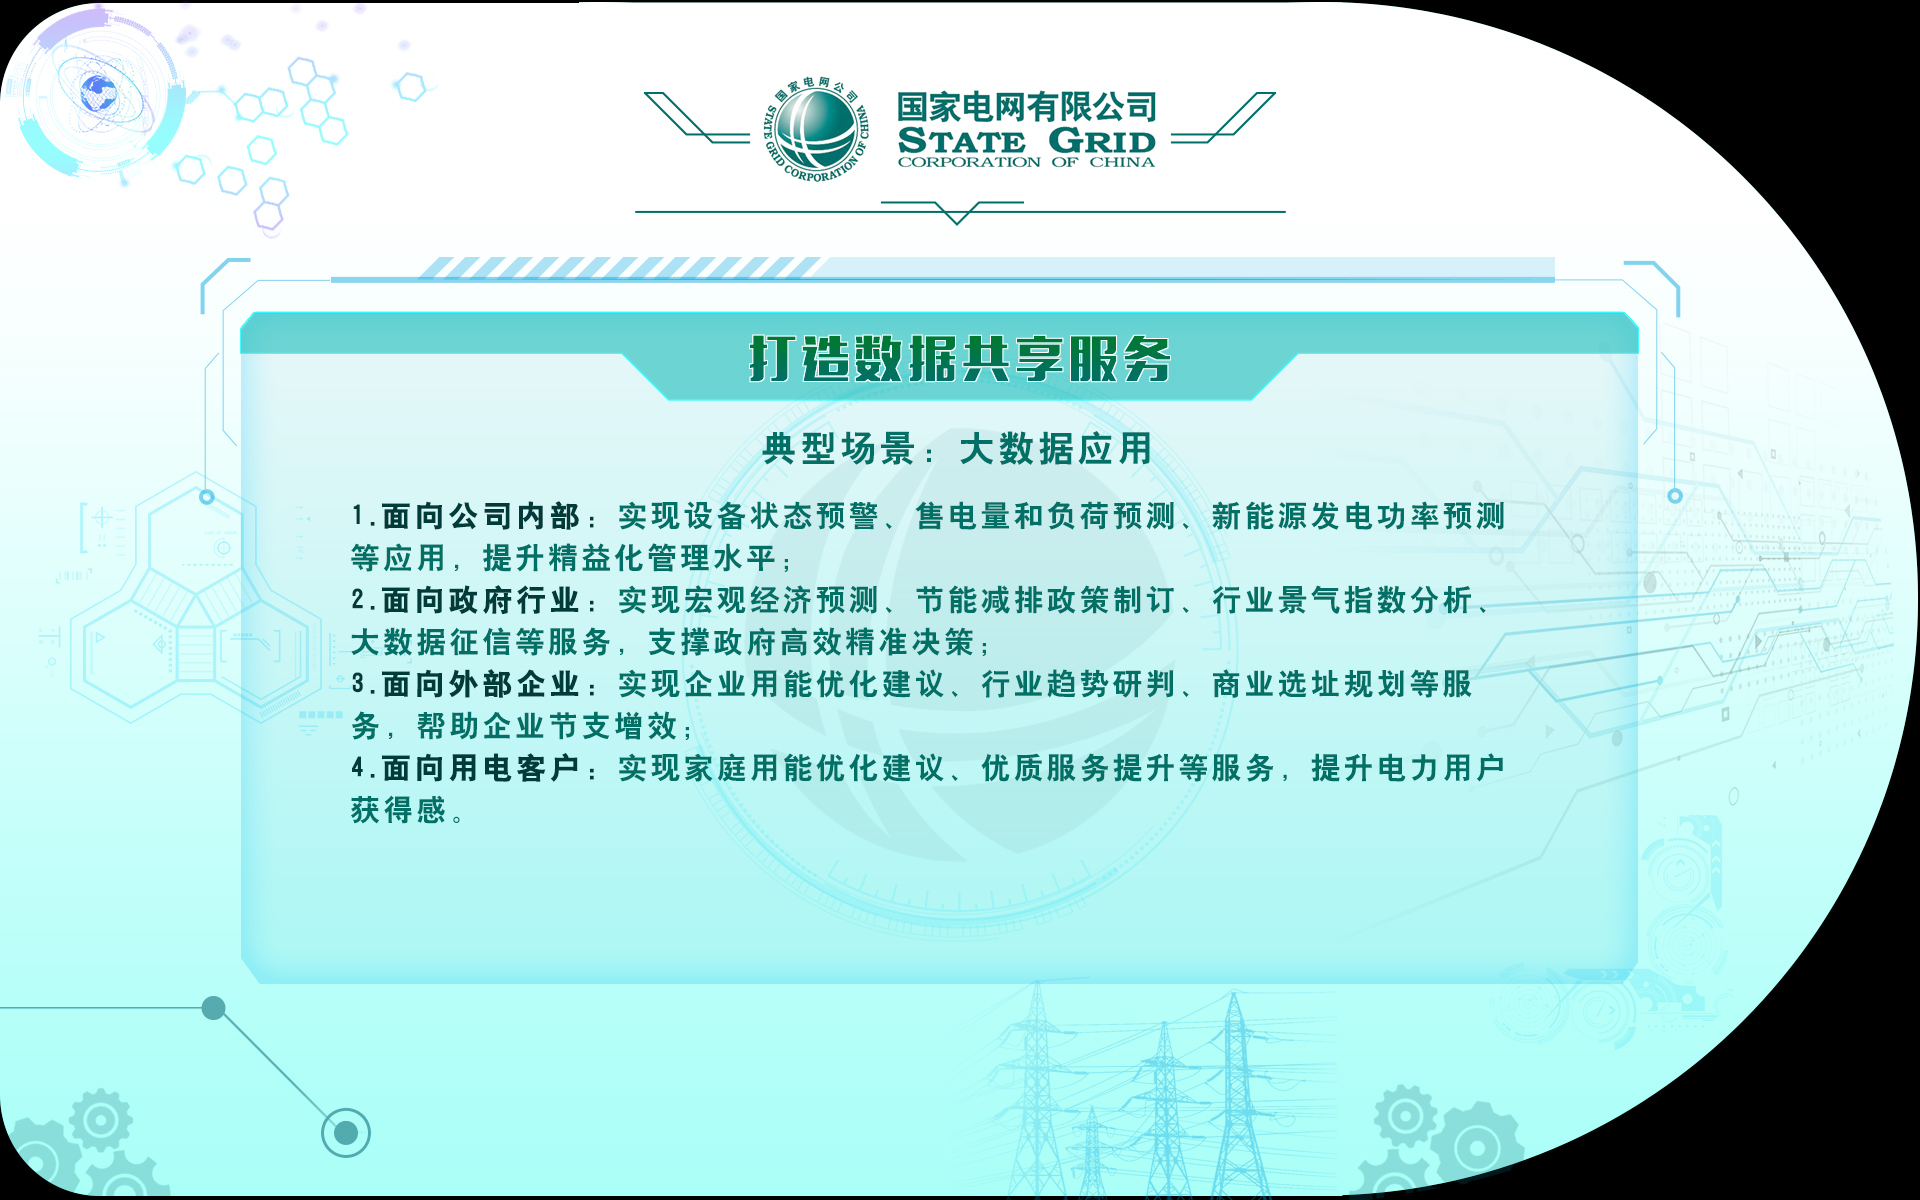 国家电网公司
STATE GRID CORPORATION OF CHINA
国家电网有限公司
STATE GRID
CORPORATION OF CHINA
打造数据共享服务
典型场景：大数据应用
1.面向公司内部：实现设备状态预警、售电量和负荷预测、新能源发电功率预测
等应用，提升精益化管理水平；
2.面向政府行业：实现宏观经济预测、节能减排政策制订、行业景气指数分析、
大数据征信等服务，支撑政府高效精准决策；
3.面向外部企业：实现企业用能优化建议、行业趋势研判、商业选址规划等服
务，帮助企业节支增效；
4.面向用电客户：实现家庭用能优化建议、优质服务提升等服务，提升电力用户
获得感。